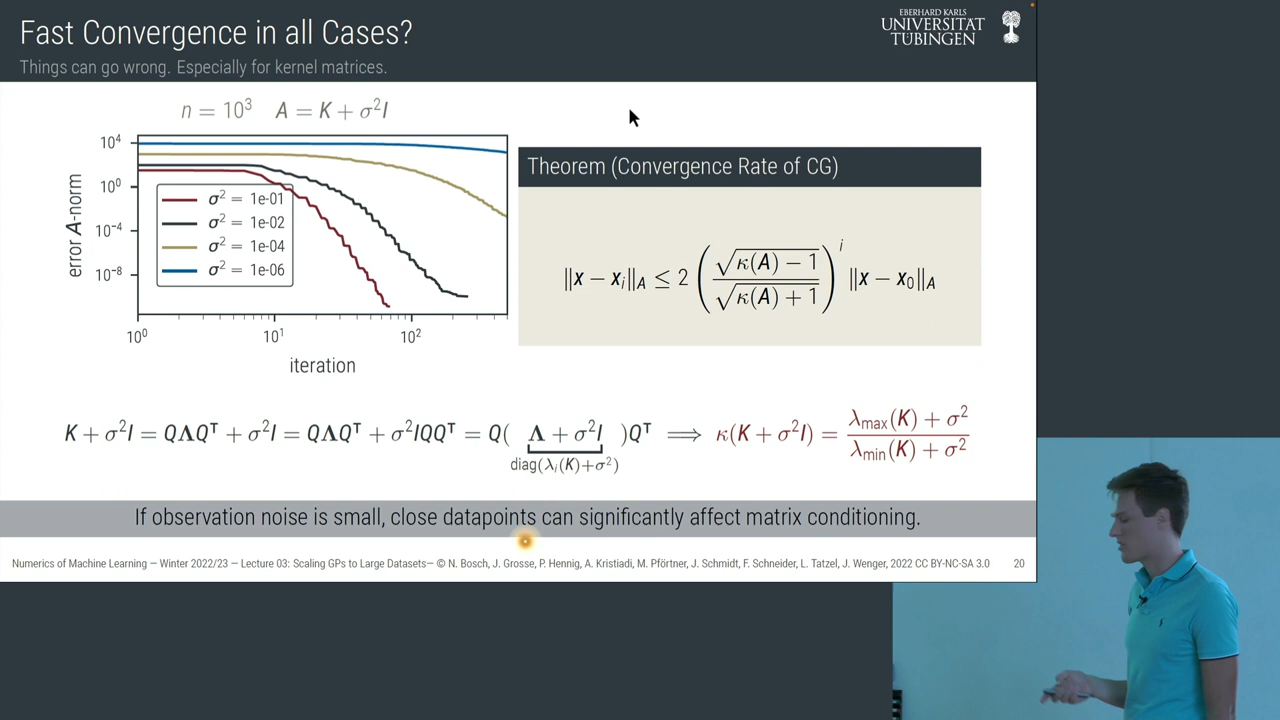 Fast Convergence in all Cases?
Things can go wrong. Especially for kernel matrices.
EBERHARD KARLS
UNIVERSITÄT
TÜBINGEN
n = 10³ A = K + σ²I
error A-norm
10⁴
10⁰
10⁻⁴
10⁻⁸
σ² = 1e-01
σ² = 1e-02
σ² = 1e-04
σ² = 1e-06
10⁰ 10¹ 10²
iteration
Theorem (Convergence Rate of CG)
‖x − xᵢ‖_A ≤ 2 ( (√κ(A) − 1) / (√κ(A) + 1) )ⁱ ‖x − x₀‖_A
K + σ²I = QΛQᵀ + σ²I = QΛQᵀ + σ²IQQᵀ = Q( Λ + σ²I )Qᵀ ⟹ κ(K + σ²I) = (λmax(K) + σ²) / (λmin(K) + σ²)
diag(λᵢ(K)+σ²)
If observation noise is small, close datapoints can significantly affect matrix conditioning.
Numerics of Machine Learning — Winter 2022/23 — Lecture 03: Scaling GPs to Large Datasets— © N. Bosch, J. Grosse, P. Hennig, A. Kristiadi, M. Pförtner, J. Schmidt, F. Schneider, L. Tatzel, J. Wenger, 2022 CC BY-NC-SA 3.0 20